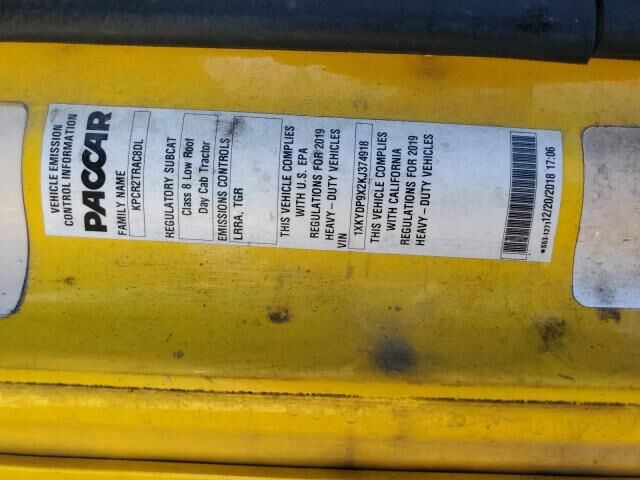 VEHICLE EMISSION
CONTROL INFORMATION
PACCAR
FAMILY NAME
KPCR2TRAC8DL
REGULATORY SUBCAT
Class 8 Low Roof
Day Cab Tractor
EMISSIONS CONTROLS
LRRA, TGR
THIS VEHICLE COMPLIES
WITH U.S. EPA
REGULATIONS FOR 2019
HEAVY-DUTY VEHICLES
VIN
1XKYDP9X2KJ374918
THIS VEHICLE COMPLIES
WITH CALIFORNIA
REGULATIONS FOR 2019
HEAVY-DUTY VEHICLES
*S53-1271*12/20/2018 17:06